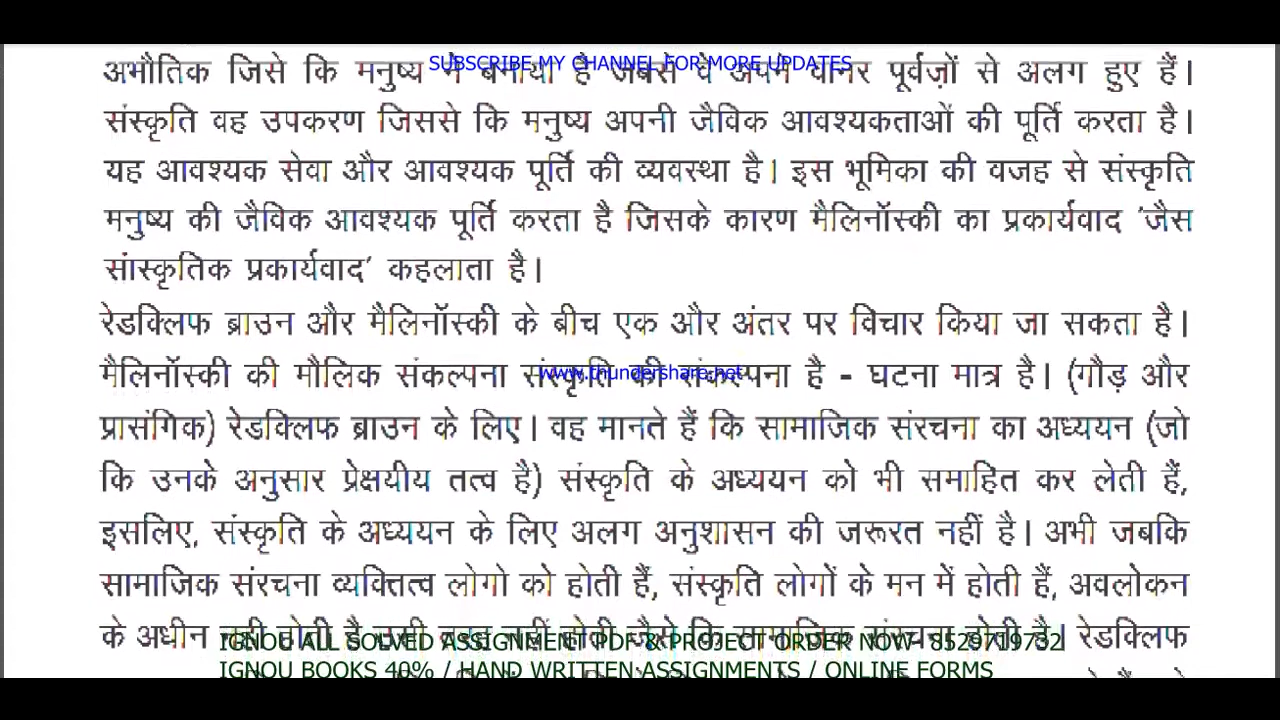 SUBSCRIBE MY CHANNEL FOR MORE UPDATES
अभौतिक जिसे कि मनुष्य ने बनाया है जबसे वे अपने वानर पूर्वज़ों से अलग हुए हैं।
संस्कृति वह उपकरण जिससे कि मनुष्य अपनी जैविक आवश्यकताओं की पूर्ति करता है।
यह आवश्यक सेवा और आवश्यक पूर्ति की व्यवस्था है। इस भूमिका की वजह से संस्कृति
मनुष्य की जैविक आवश्यक पूर्ति करता है जिसके कारण मैलिनॉस्की का प्रकार्यवाद 'जैस
सांस्कृतिक प्रकार्यवाद' कहलाता है।
रेडक्लिफ ब्राउन और मैलिनॉस्की के बीच एक और अंतर पर विचार किया जा सकता है।
मैलिनॉस्की की मौलिक संकल्पना संस्कृति की संकल्पना है - घटना मात्र है। (गौड़ और
www.thundershare.net
प्रासंगिक) रेडक्लिफ ब्राउन के लिए। वह मानते हैं कि सामाजिक संरचना का अध्ययन (जो
कि उनके अनुसार प्रेक्षयीय तत्व है) संस्कृति के अध्ययन को भी समाहित कर लेती हैं,
इसलिए, संस्कृति के अध्ययन के लिए अलग अनुशासन की जरूरत नहीं है। अभी जबकि
सामाजिक संरचना व्यक्तित्व लोगो को होती हैं, संस्कृति लोगों के मन में होती हैं, अवलोकन
के अधीन नही होती है उसी तरह नहीं होती जैसे कि सामाजिक संरचना होती है। रेडक्लिफ
IGNOU ALL SOLVED ASSIGNMENT PDF & PROJECT ORDER NOW- 8529719732
IGNOU BOOKS 40% / HAND WRITTEN ASSIGNMENTS / ONLINE FORMS